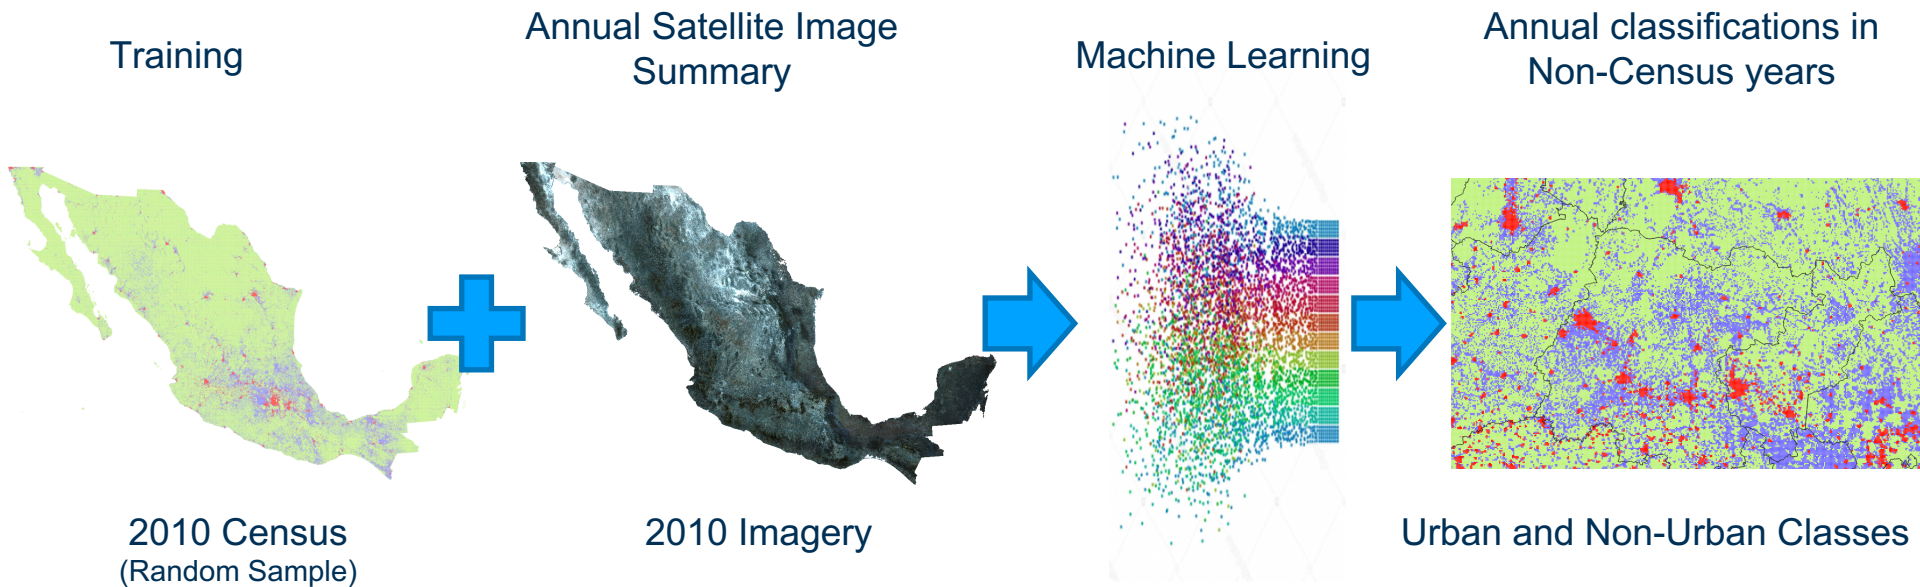 Training
Annual Satellite Image
Summary
Machine Learning
Annual classifications in
Non-Census years
2010 Census
(Random Sample)
2010 Imagery
Urban and Non-Urban Classes